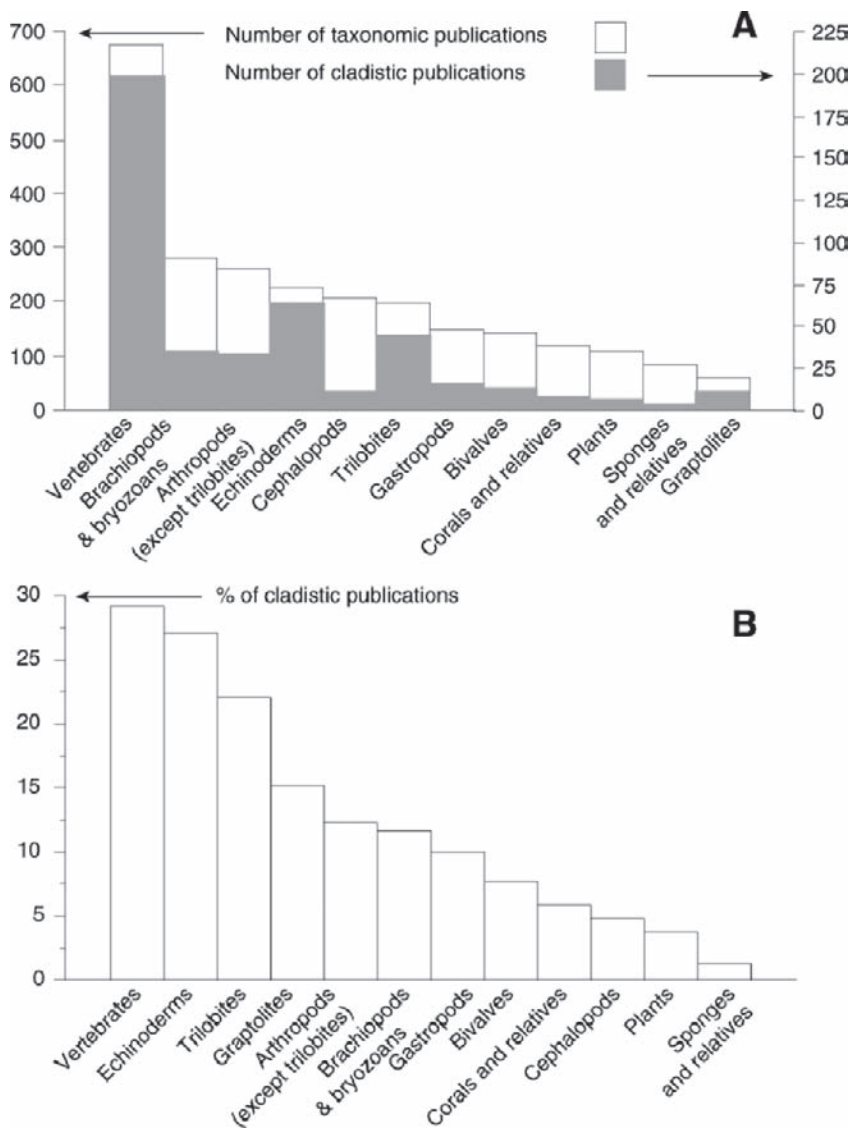 A
Number of taxonomic publications
Number of cladistic publications
700
600
500
400
300
200
100
0
225
200
175
150
125
100
75
50
25
0
Vertebrates
Brachiopods
& bryozoans
Arthropods
(except trilobites)
Echinoderms
Cephalopods
Trilobites
Gastropods
Bivalves
Corals and relatives
Plants
Sponges
and relatives
Graptolites
B
% of cladistic publications
30
25
20
15
10
5
0
Vertebrates
Echinoderms
Trilobites
Graptolites
Arthropods
(except trilobites)
Brachiopods
& bryozoans
Gastropods
Bivalves
Corals and relatives
Cephalopods
Plants
Sponges
and relatives